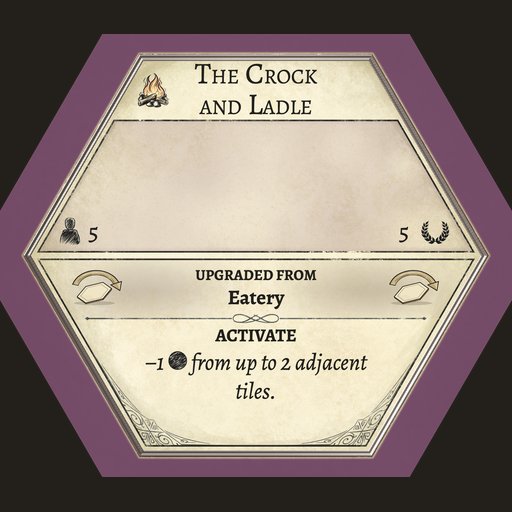 The Crock
and Ladle
5
5
UPGRADED FROM
Eatery
ACTIVATE
–1 from up to 2 adjacent
tiles.